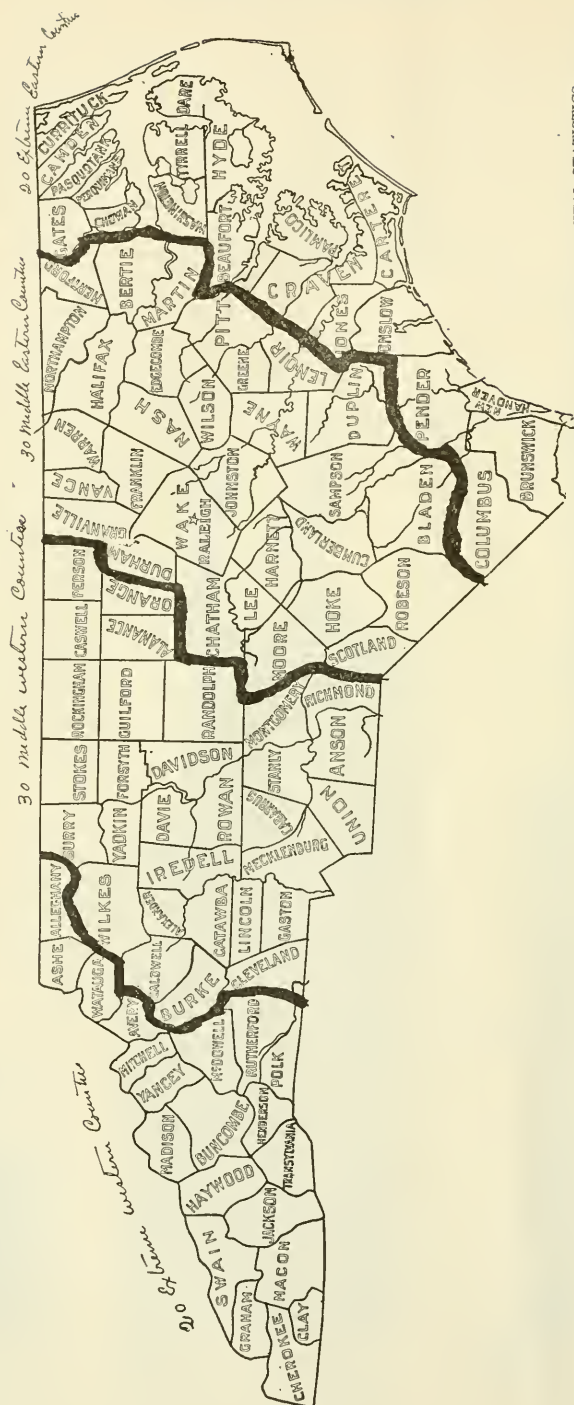 20 Extreme western Counties
30 middle western Counties
30 middle Eastern Counties
20 Extreme Eastern Counties
CHEROKEE
GRAHAM
CLAY
SWAIN
MACON
JACKSON
HAYWOOD
TRANSYLVANIA
MADISON
BUNCOMBE
HENDERSON
YANCEY
MITCHELL
McDOWELL
RUTHERFORD
POLK
AVERY
WATAUGA
ASHE
ALLEGHANY
WILKES
CALDWELL
BURKE
CLEVELAND
ALEXANDER
CATAWBA
LINCOLN
GASTON
SURRY
YADKIN
IREDELL
DAVIE
ROWAN
MECKLENBURG
CABARRUS
UNION
STOKES
FORSYTH
DAVIDSON
STANLY
ANSON
ROCKINGHAM
GUILFORD
RANDOLPH
MONTGOMERY
RICHMOND
CASWELL
ALAMANCE
PERSON
ORANGE
DURHAM
CHATHAM
LEE
MOORE
SCOTLAND
HOKE
ROBESON
GRANVILLE
VANCE
WARREN
FRANKLIN
WAKE
RALEIGH
HARNETT
JOHNSTON
CUMBERLAND
SAMPSON
BLADEN
COLUMBUS
BRUNSWICK
NORTHAMPTON
HALIFAX
NASH
EDGECOMBE
WILSON
WAYNE
GREENE
LENOIR
DUPLIN
PENDER
NEW
HANOVER
HERTFORD
BERTIE
MARTIN
PITT
JONES
ONSLOW
GATES
CHOWAN
PERQUIMANS
PASQUOTANK
CAMDEN
CURRITUCK
WASHINGTON
TYRRELL
DARE
BEAUFORT
HYDE
CRAVEN
PAMLICO
CARTERET